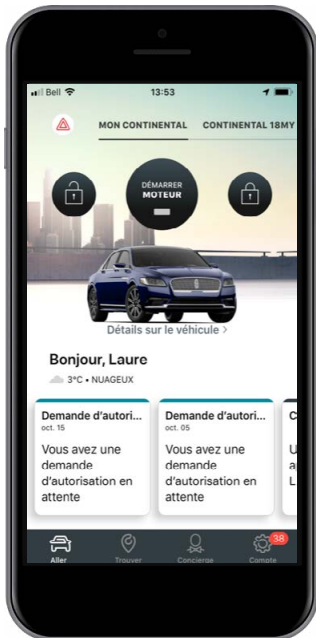 Bell 13:53
MON CONTINENTAL CONTINENTAL 18MY
DÉMARRER
MOTEUR
Détails sur le véhicule >
Bonjour, Laure
3°C • NUAGEUX
Demande d'autori... Demande d'autori... C
oct. 15 oct. 05
Vous avez une Vous avez une U
demande demande a
d'autorisation en d'autorisation en L
attente attente
38
Aller Trouver Concierge Compte